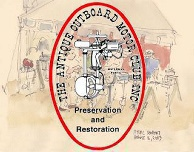 THE ANTIQUE OUTBOARD MOTOR CLUB INC.
Preservation
and
Restoration